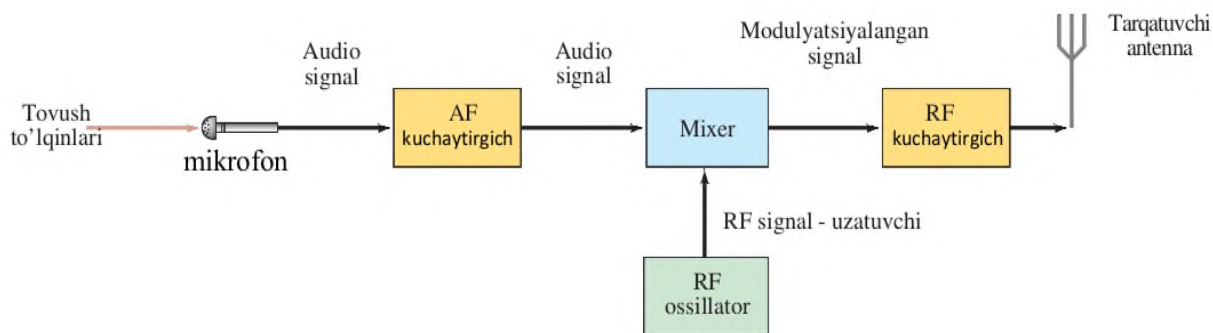 Tovush
to’lqinlari
mikrofon
Audio
signal
AF
kuchaytirgich
Audio
signal
Mixer
Modulyatsiyalangan
signal
RF
kuchaytirgich
Tarqatuvchi
antenna
RF signal - uzatuvchi
RF
ossillator